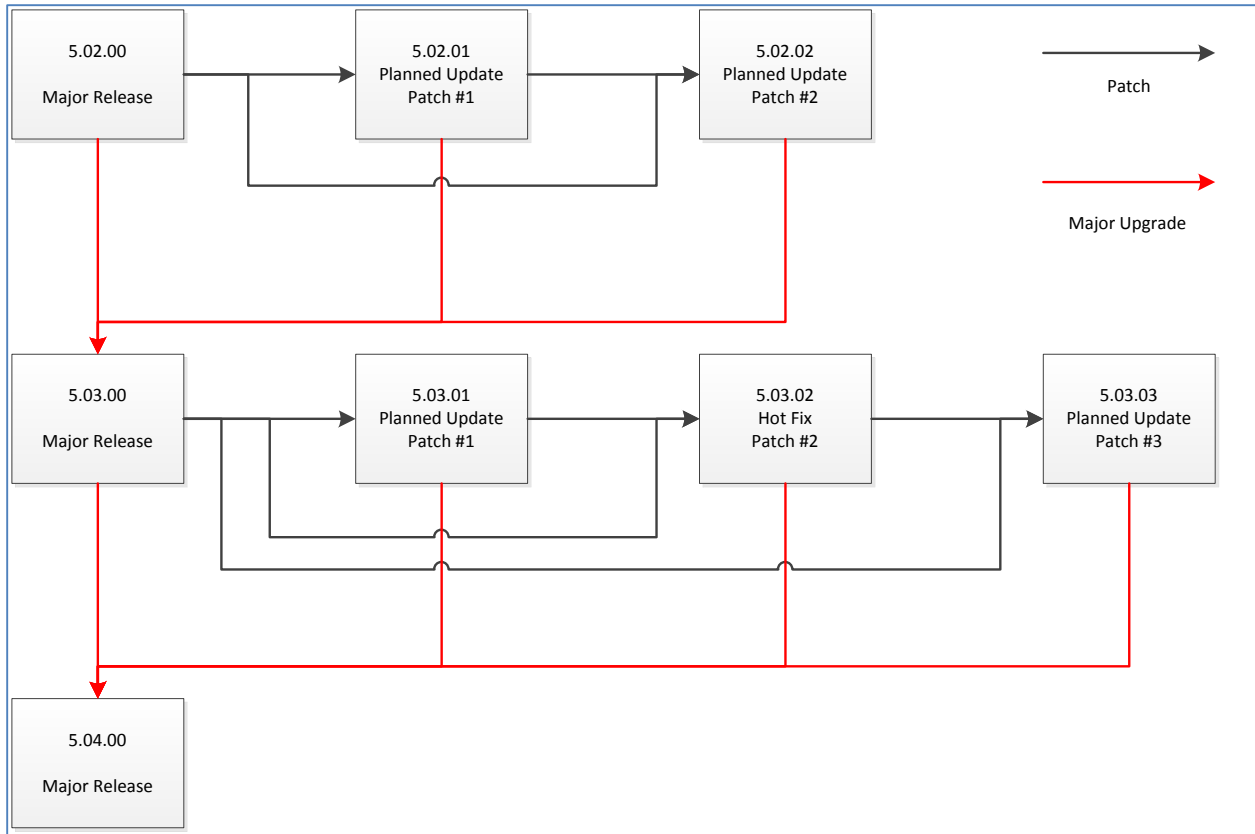 5.02.00
Major Release
5.02.01
Planned Update
Patch #1
5.02.02
Planned Update
Patch #2
Patch
Major Upgrade
5.03.00
Major Release
5.03.01
Planned Update
Patch #1
5.03.02
Hot Fix
Patch #2
5.03.03
Planned Update
Patch #3
5.04.00
Major Release